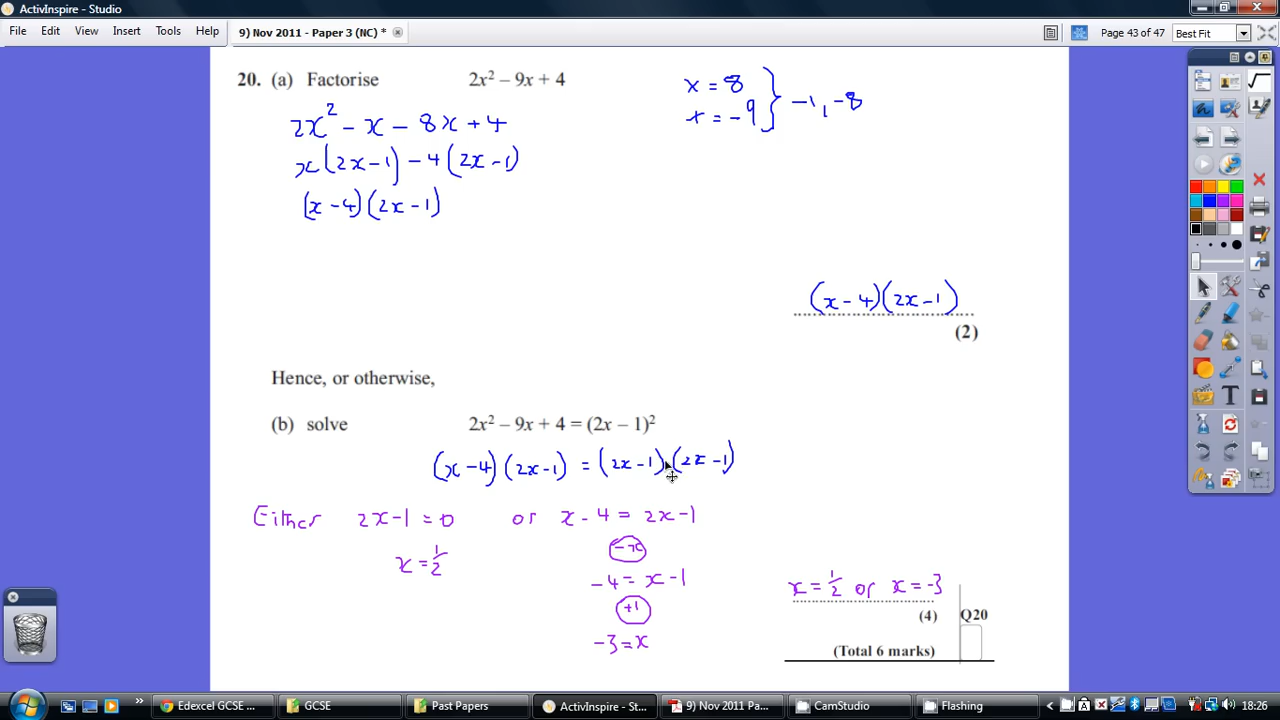 ActivInspire - Studio
File Edit View Insert Tools Help
9) Nov 2011 - Paper 3 (NC) *
Page 43 of 47
Best Fit
20. (a) Factorise 2x² – 9x + 4
x = 8
x = -9 } -1, -8
2x² - x - 8x + 4
x(2x-1) - 4(2x-1)
(x-4)(2x-1)
(x-4)(2x-1)
(2)
Hence, or otherwise,
(b) solve 2x² – 9x + 4 = (2x – 1)²
(x-4)(2x-1) = (2x-1)(2x-1)
Either 2x-1 = 0 or x-4 = 2x-1
-x
x = 1/2
-4 = x-1
+1
-3 = x
x = 1/2 or x = -3
(4) Q20
(Total 6 marks)
Edexcel GCSE ...
GCSE
Past Papers
ActivInspire - St...
9) Nov 2011 - Pa...
CamStudio
Flashing
18:26